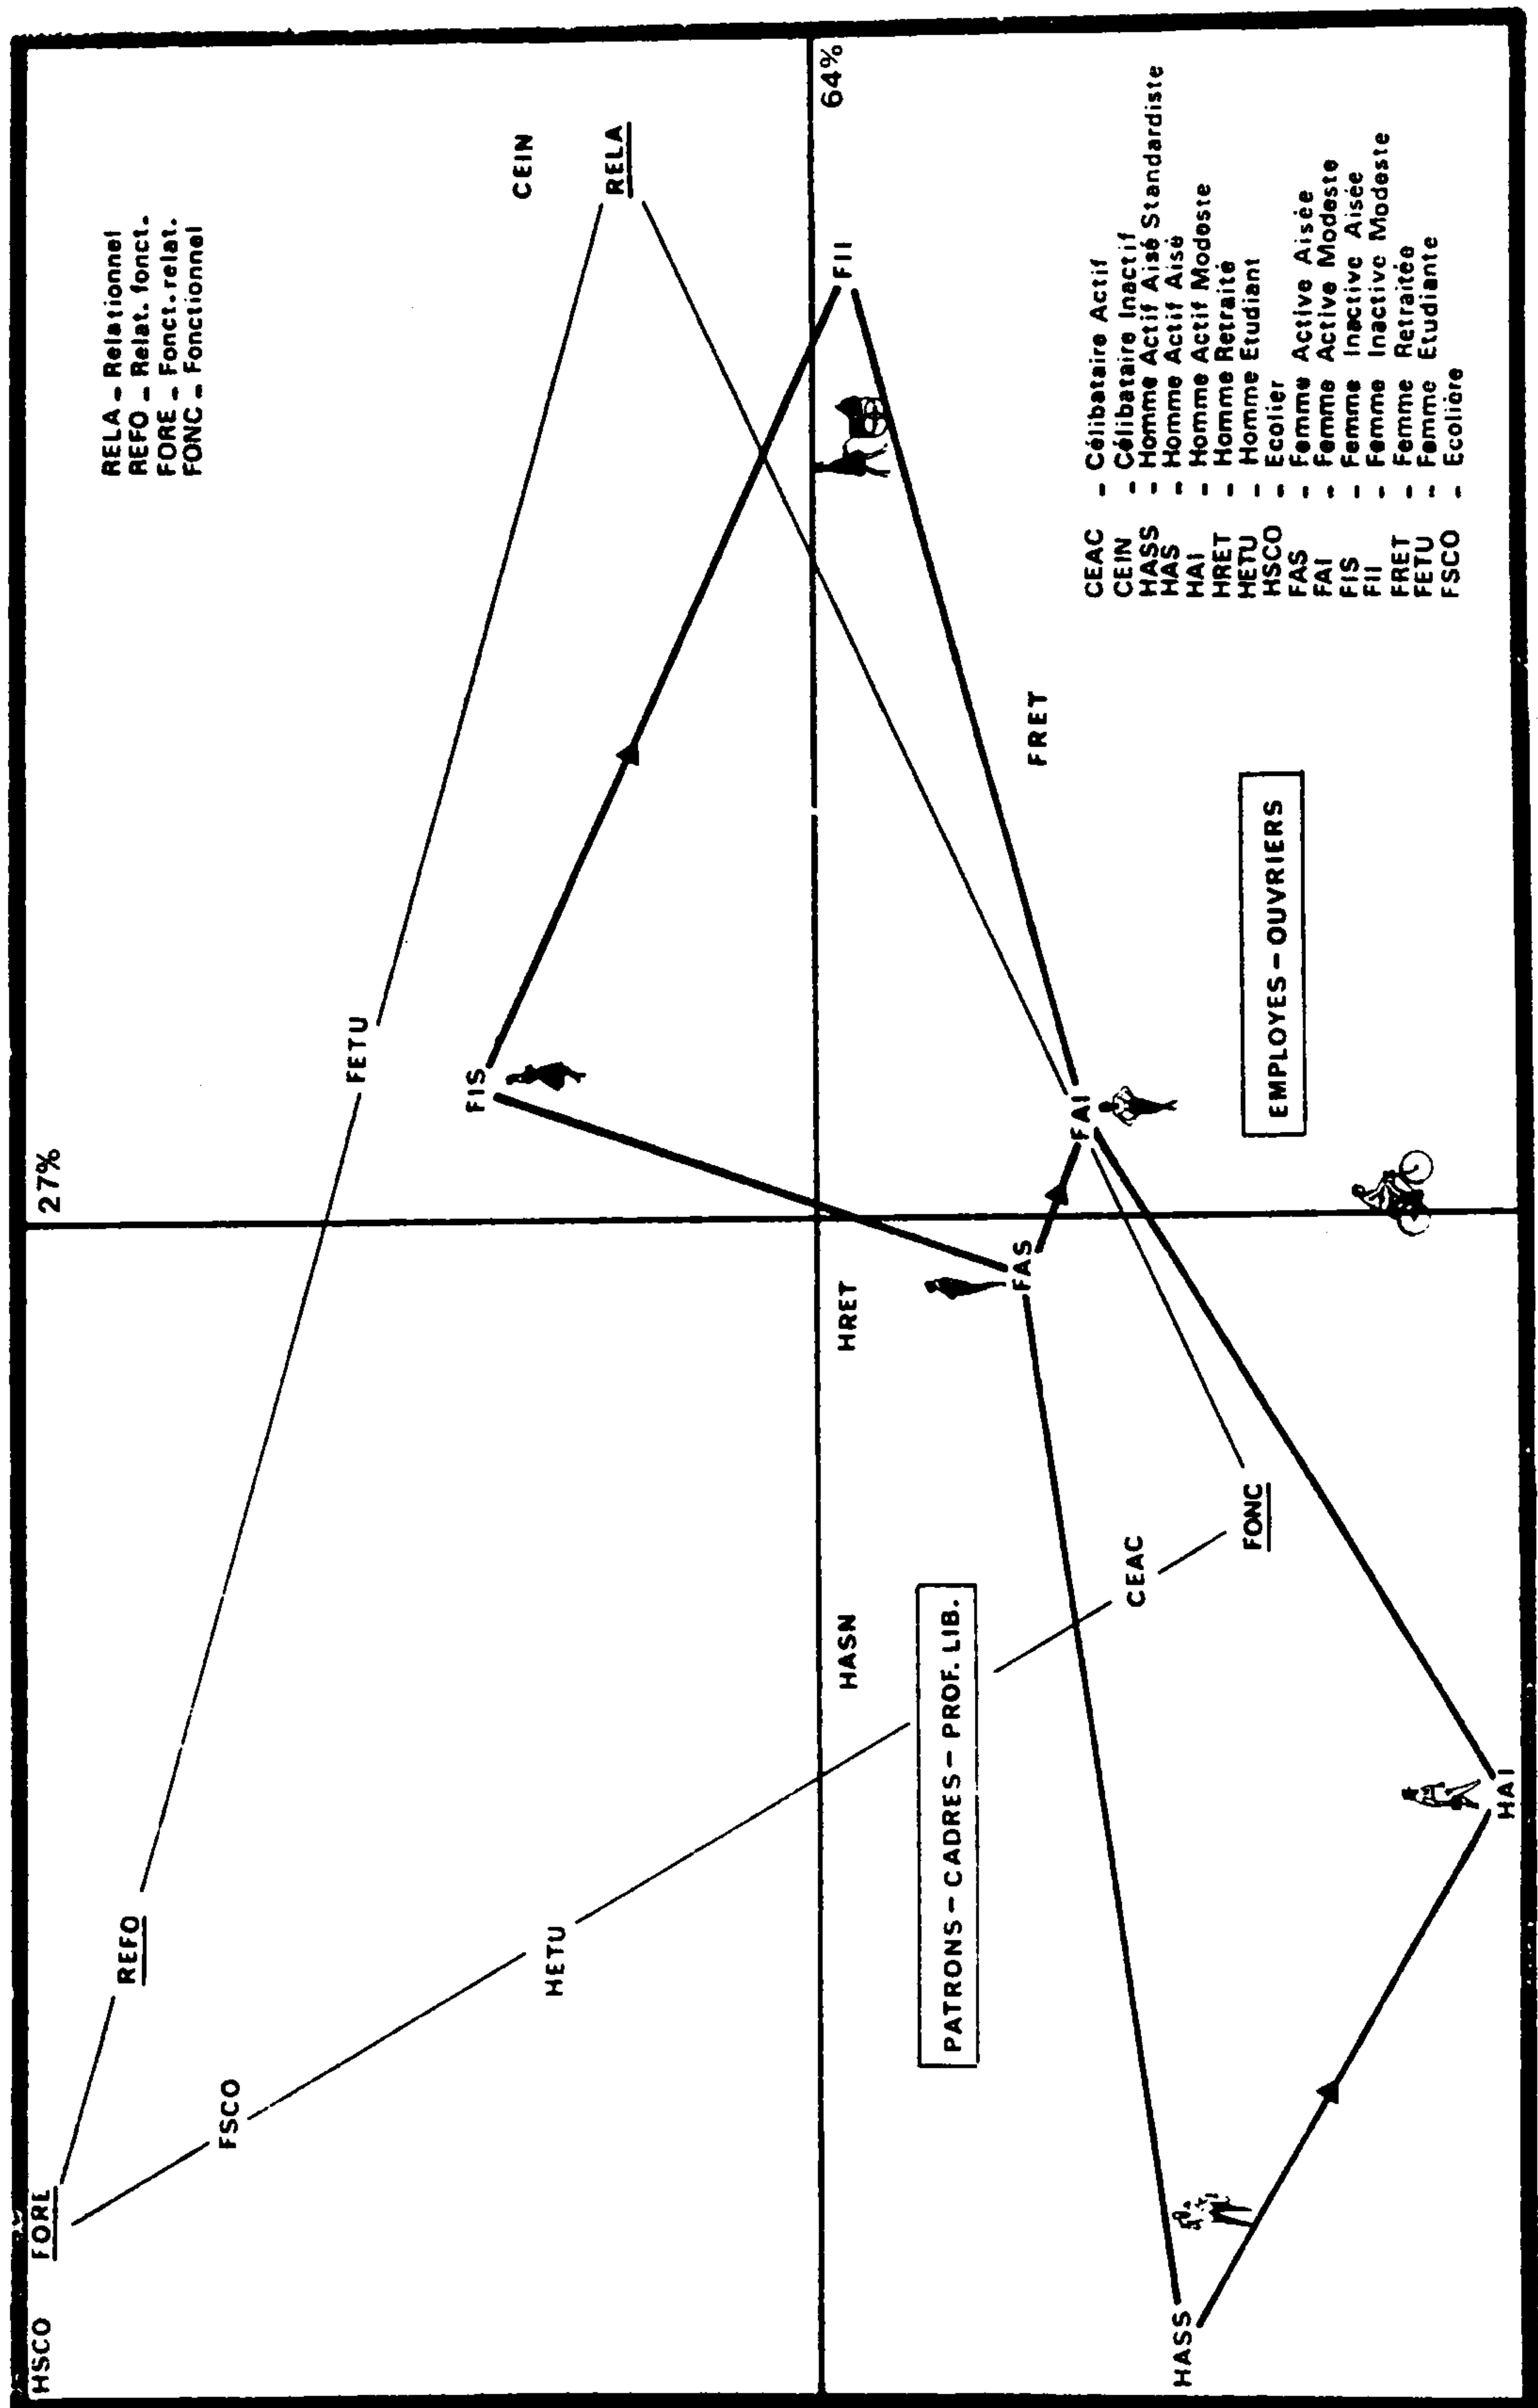 HSCO
FORE
27%
RELA – Relationnel
REFO – Relat. fonct.
FORE – Fonct. relat.
FONC – Fonctionnel
REFO
FSCO
FETU
CEIN
FIS
HETU
RELA
64%
HASN
HRET
FII
PATRONS – CADRES – PROF. LIB.
FAS
FRET
FAI
CEAC
HASS
FONC
EMPLOYES – OUVRIERS
HAI
CEAC – Célibataire Actif
CEIN – Célibataire Inactif
HASS – Homme Actif Aisé Standardiste
HAS – Homme Actif Aisé
HAI – Homme Actif Modeste
HRET – Homme Retraité
HETU – Homme Etudiant
HSCO – Ecolier
FAS – Femme Active Aisée
FAI – Femme Active Modeste
FIS – Femme Inactive Aisée
FII – Femme Inactive Modeste
FRET – Femme Retraitée
FETU – Femme Etudiante
FSCO – Ecolière